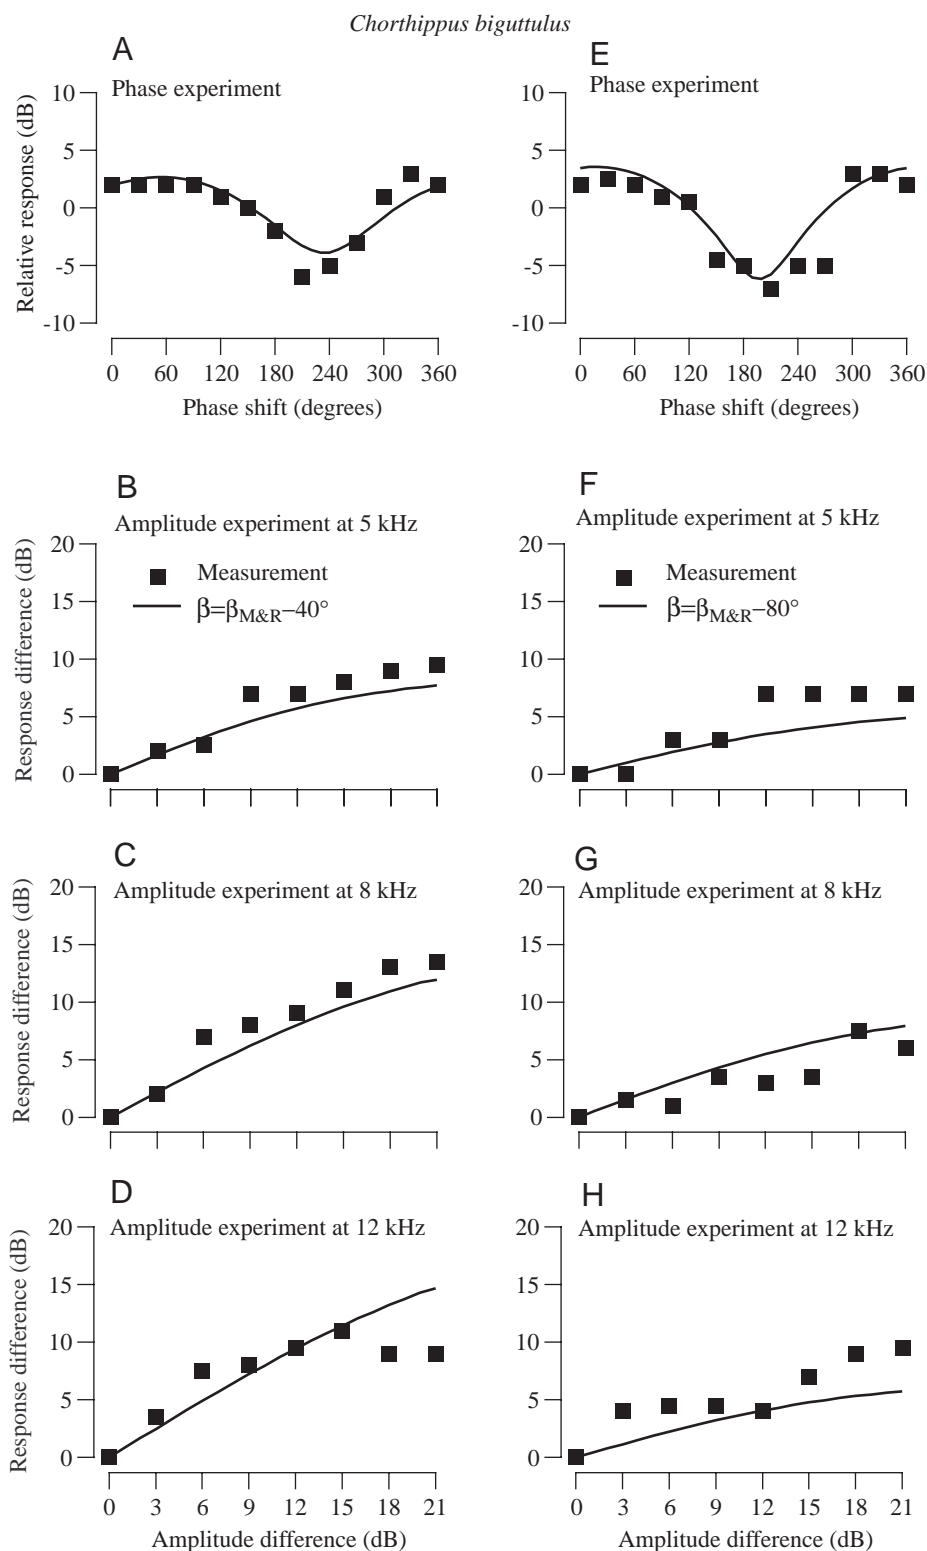 Chorthippus biguttulus
A
Phase experiment
Relative response (dB)
10
5
0
-5
-10
0 60 120 180 240 300 360
Phase shift (degrees)
E
Phase experiment
10
5
0
-5
-10
0 60 120 180 240 300 360
Phase shift (degrees)
B
Amplitude experiment at 5 kHz
Response difference (dB)
20
15
10
5
0
Measurement
β=βM&R−40°
F
Amplitude experiment at 5 kHz
20
15
10
5
0
Measurement
β=βM&R−80°
C
Amplitude experiment at 8 kHz
Response difference (dB)
20
15
10
5
0
G
Amplitude experiment at 8 kHz
20
15
10
5
0
D
Amplitude experiment at 12 kHz
Response difference (dB)
20
15
10
5
0
0 3 6 9 12 15 18 21
Amplitude difference (dB)
H
Amplitude experiment at 12 kHz
20
15
10
5
0
0 3 6 9 12 15 18 21
Amplitude difference (dB)